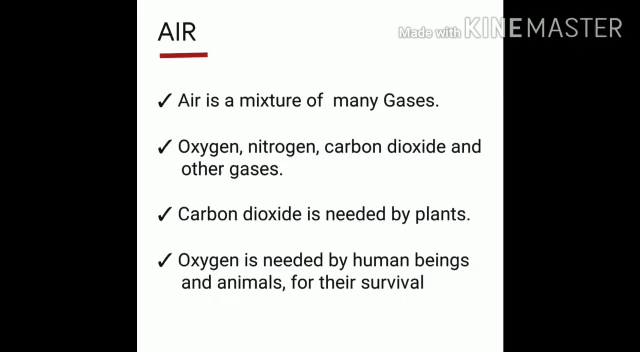 AIR
Made with KINEMASTER
✓ Air is a mixture of many Gases.
✓ Oxygen, nitrogen, carbon dioxide and
other gases.
✓ Carbon dioxide is needed by plants.
✓ Oxygen is needed by human beings
and animals, for their survival